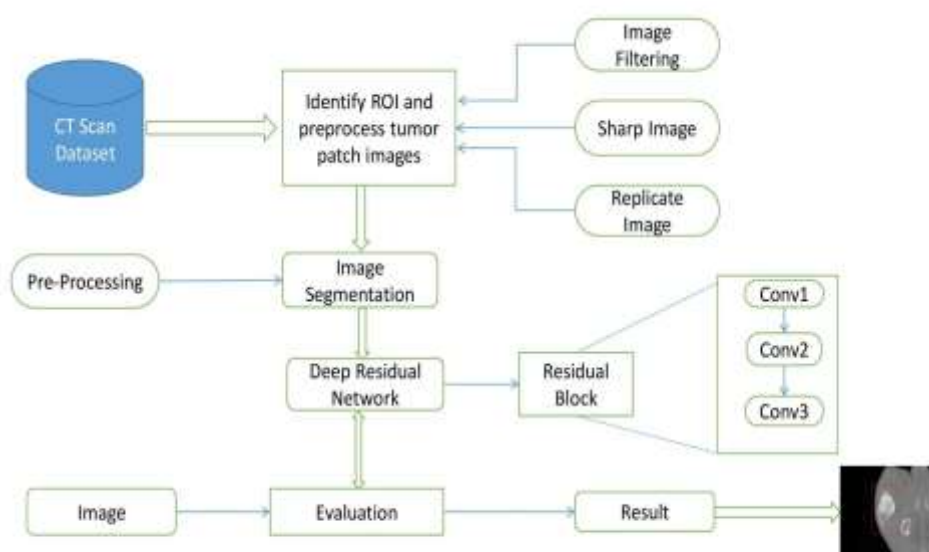 Image
Filtering
CT Scan
Dataset
Identify ROI and
preprocess tumor
patch images
Sharp Image
Replicate
Image
Pre-Processing
Image
Segmentation
Conv1
Conv2
Conv3
Deep Residual
Network
Residual
Block
Image
Evaluation
Result